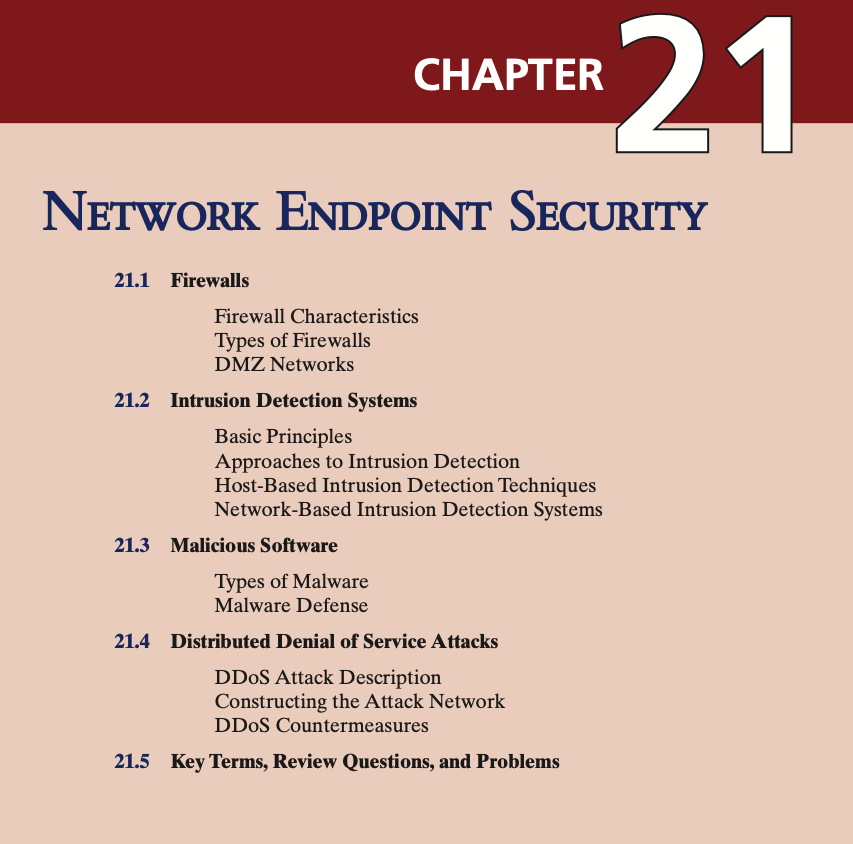 CHAPTER 21
NETWORK ENDPOINT SECURITY
21.1 Firewalls
Firewall Characteristics
Types of Firewalls
DMZ Networks
21.2 Intrusion Detection Systems
Basic Principles
Approaches to Intrusion Detection
Host-Based Intrusion Detection Techniques
Network-Based Intrusion Detection Systems
21.3 Malicious Software
Types of Malware
Malware Defense
21.4 Distributed Denial of Service Attacks
DDoS Attack Description
Constructing the Attack Network
DDoS Countermeasures
21.5 Key Terms, Review Questions, and Problems